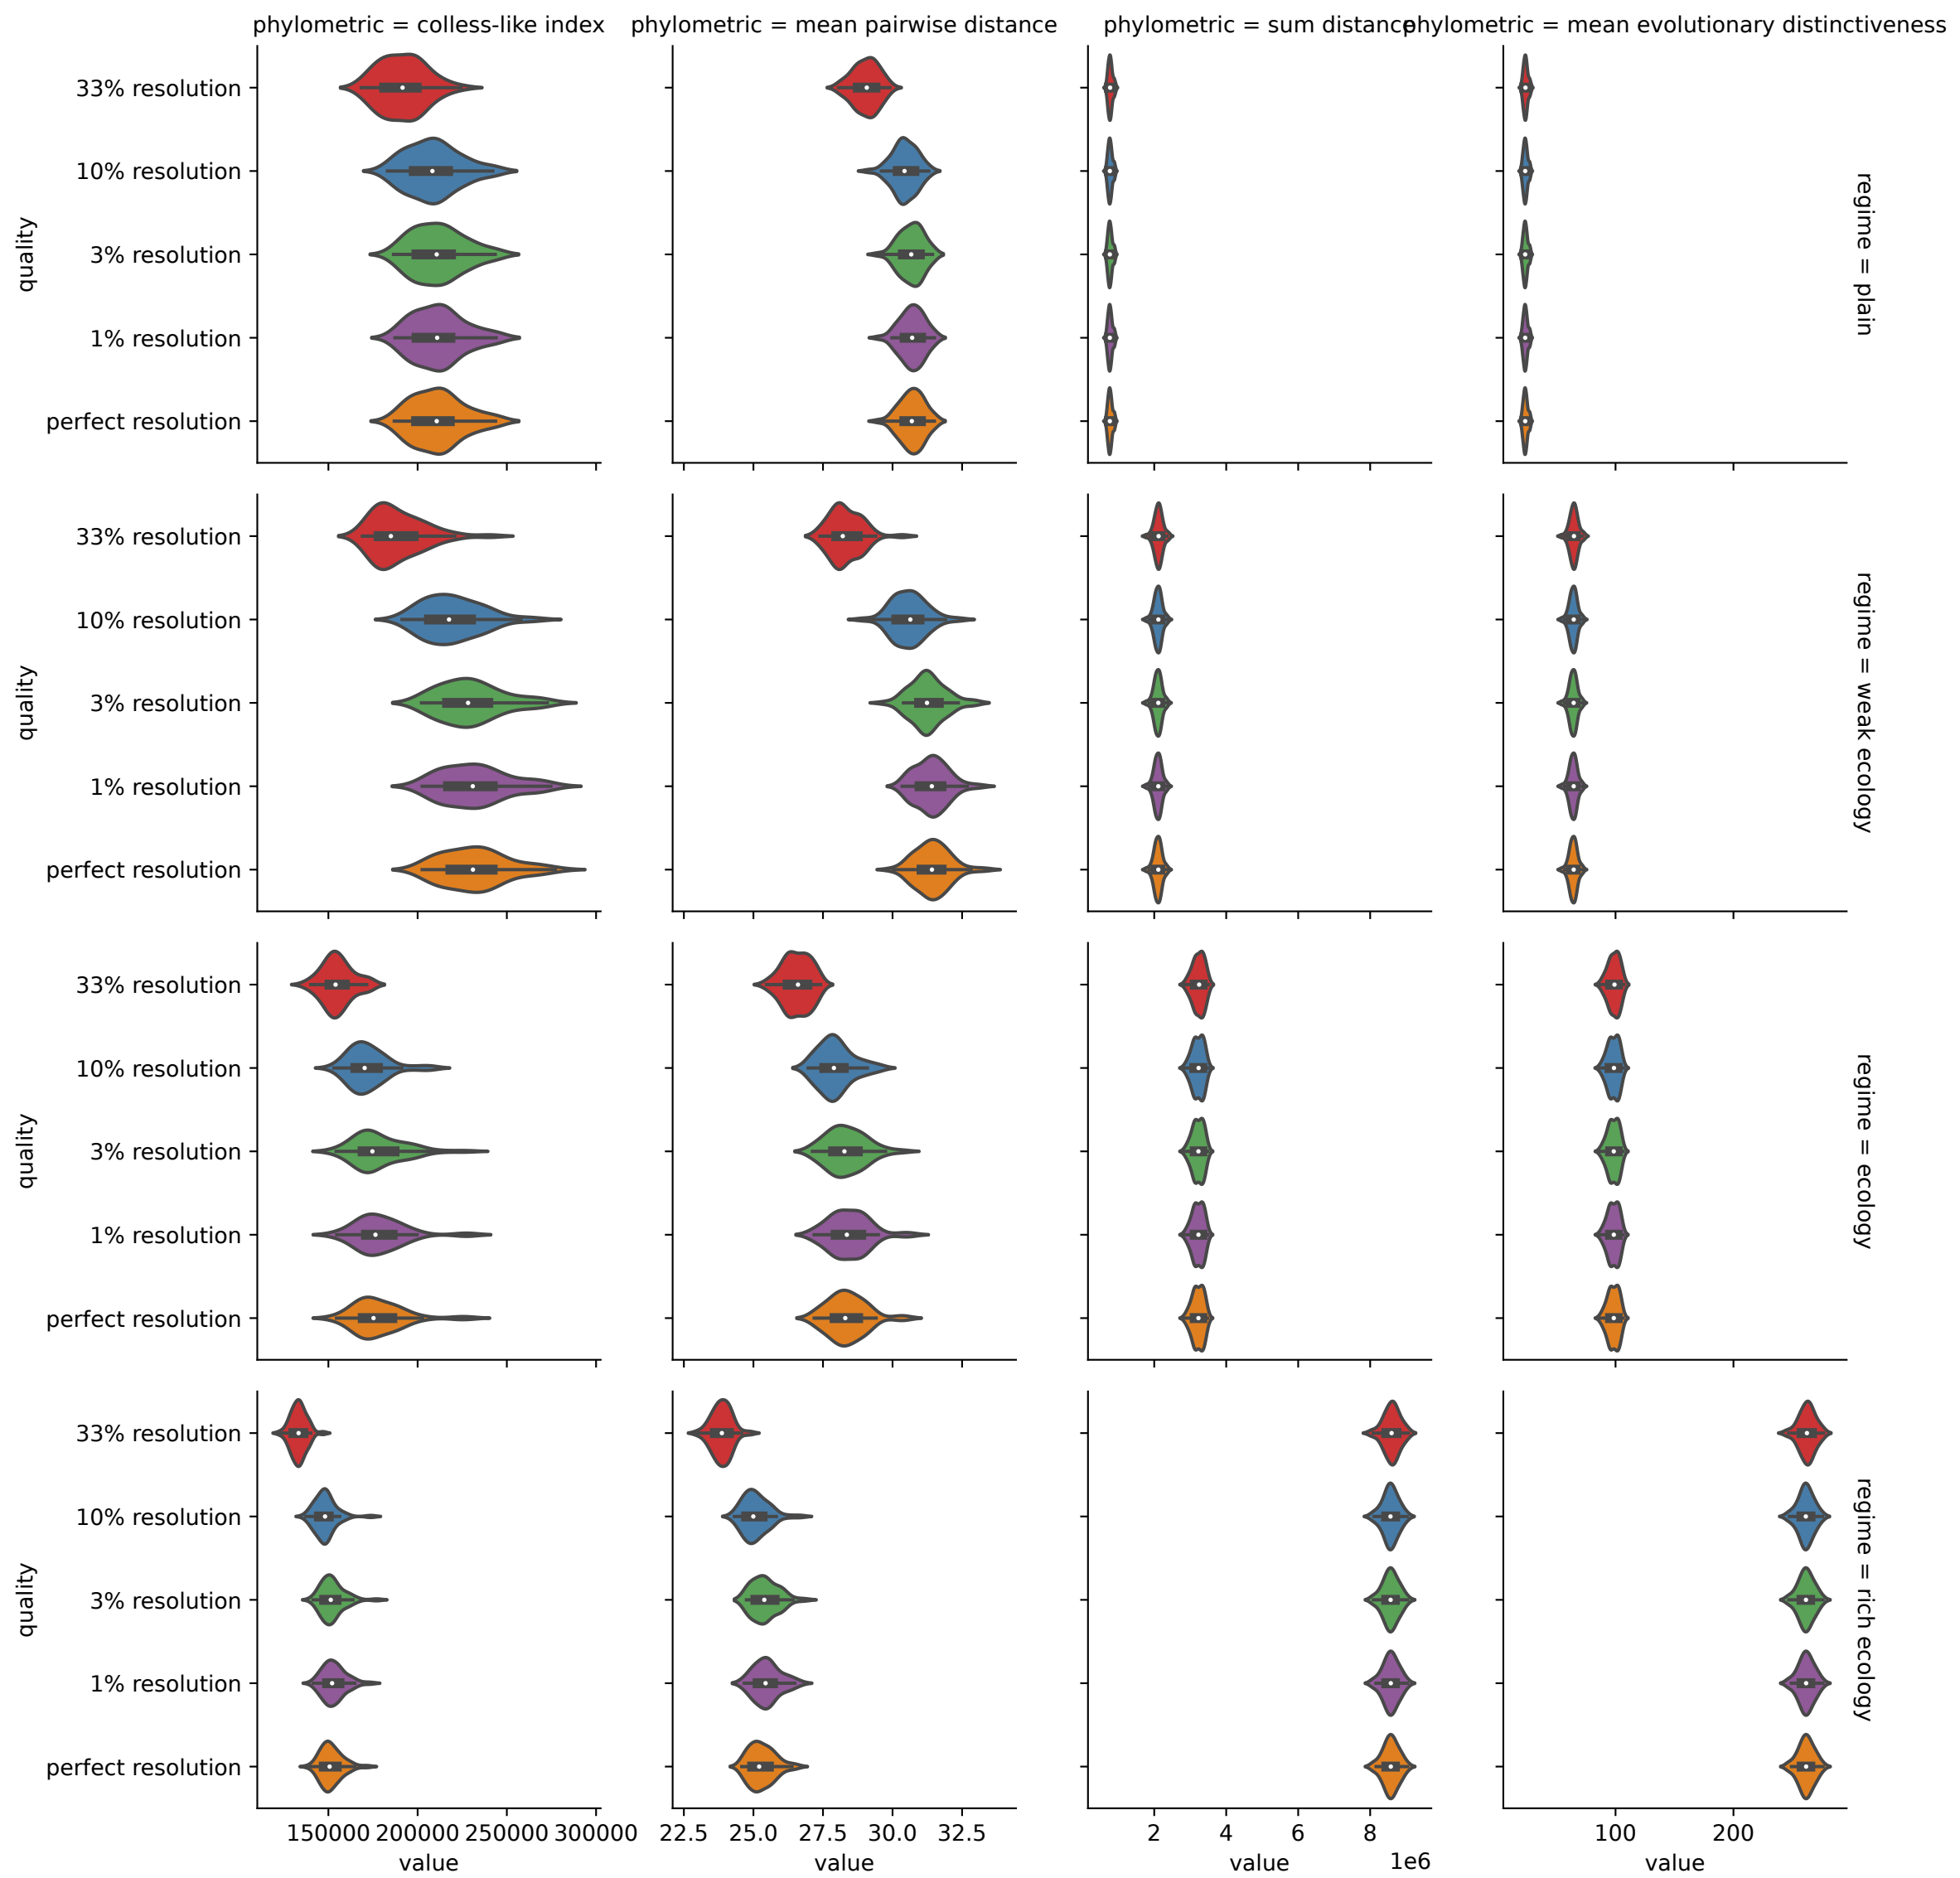 phylometric = colless-like index
phylometric = mean pairwise distance
phylometric = sum distance
phylometric = mean evolutionary distinctiveness
quality
33% resolution
10% resolution
3% resolution
1% resolution
perfect resolution
regime = plain
quality
33% resolution
10% resolution
3% resolution
1% resolution
perfect resolution
regime = weak ecology
quality
33% resolution
10% resolution
3% resolution
1% resolution
perfect resolution
regime = ecology
quality
33% resolution
10% resolution
3% resolution
1% resolution
perfect resolution
regime = rich ecology
150000 200000 250000 300000
value
22.5 25.0 27.5 30.0 32.5
value
2 4 6 8
value
1e6
100 200
value